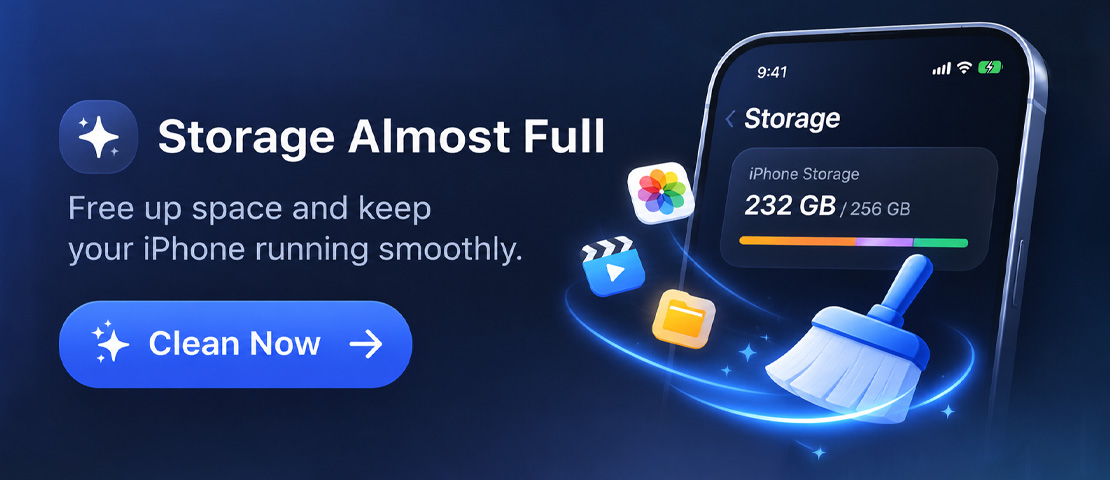 Storage Almost Full
Free up space and keep
your iPhone running smoothly.
Clean Now
9:41
Storage
iPhone Storage
232 GB / 256 GB